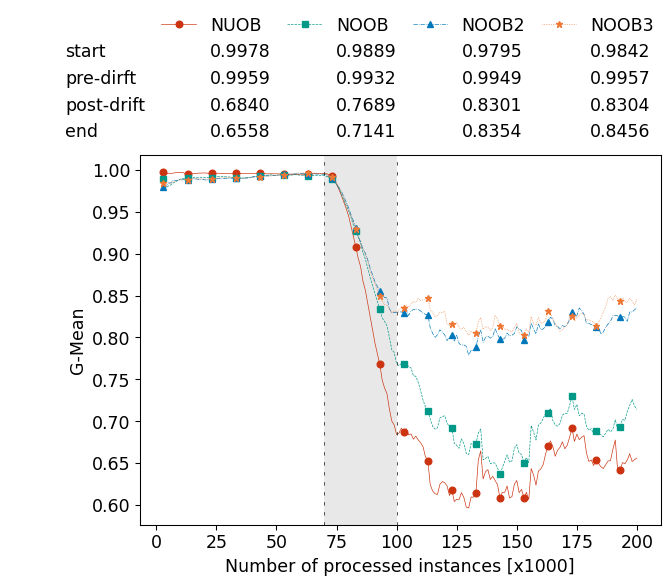 NUOB NOOB NOOB2 NOOB3
start 0.9978 0.9889 0.9795 0.9842
pre-dirft 0.9959 0.9932 0.9949 0.9957
post-drift 0.6840 0.7689 0.8301 0.8304
end 0.6558 0.7141 0.8354 0.8456
1.00
0.95
0.90
0.85
0.80
0.75
0.70
0.65
0.60
G-Mean
0 25 50 75 100 125 150 175 200
Number of processed instances [x1000]